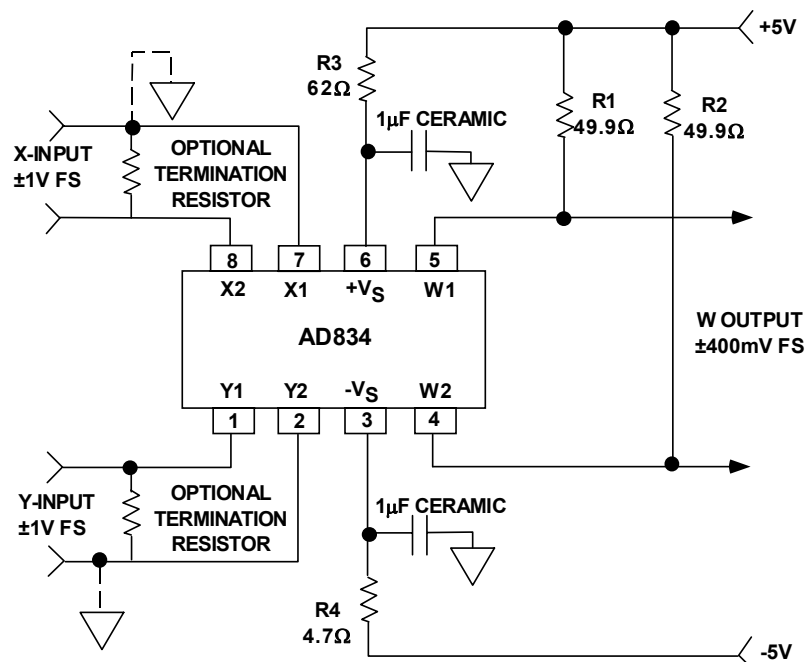 +5V
R3
62Ω
R1
49.9Ω
R2
49.9Ω
1µF CERAMIC
X-INPUT
±1V FS
OPTIONAL
TERMINATION
RESISTOR
8
7
6
5
X2
X1
+VS
W1
AD834
W OUTPUT
±400mV FS
Y1
Y2
-VS
W2
1
2
3
4
Y-INPUT
±1V FS
OPTIONAL
TERMINATION
RESISTOR
1µF CERAMIC
R4
4.7Ω
-5V